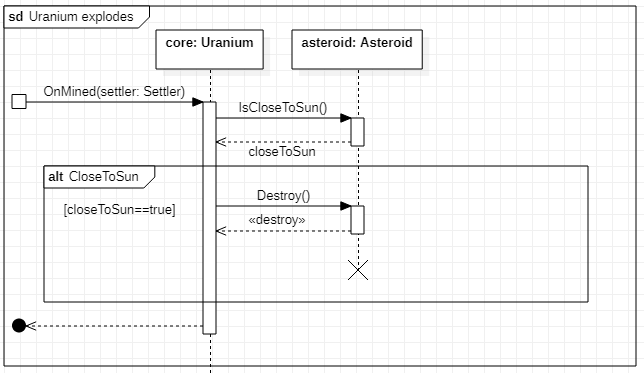 sd Uranium explodes
core: Uranium
asteroid: Asteroid
OnMined(settler: Settler)
IsCloseToSun()
closeToSun
alt CloseToSun
[closeToSun==true]
Destroy()
«destroy»